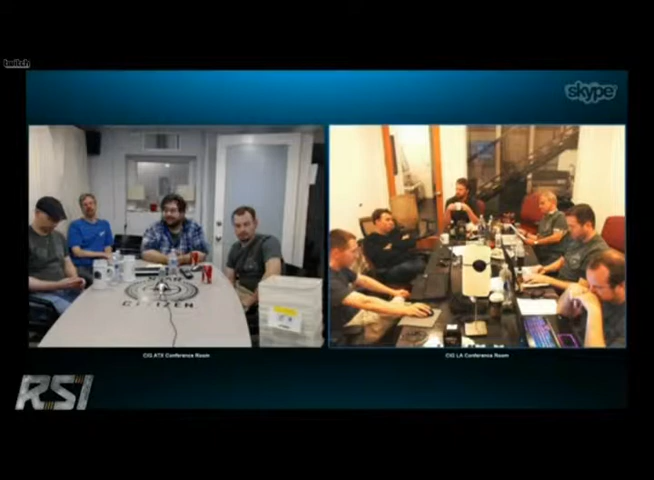 twitch
skype
CITIZEN
CIG ATX Conference Room
CIG LA Conference Room
RSI